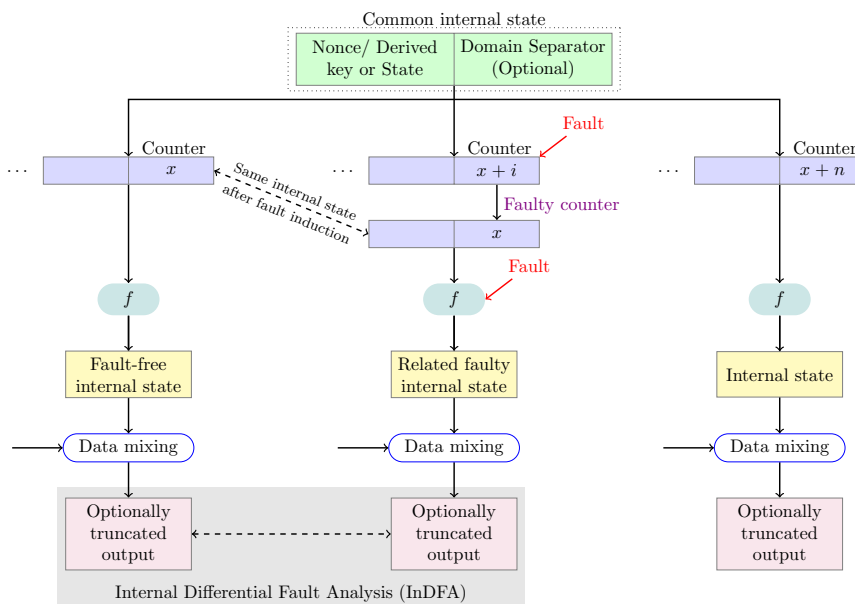 Common internal state
Nonce/ Derived
key or State
Domain Separator
(Optional)
Fault
Counter
Counter
Counter
...
x
...
x + i
...
x + n
Same internal state
after fault induction
Faulty counter
x
Fault
f
f
f
Fault-free
internal state
Related faulty
internal state
Internal state
Data mixing
Data mixing
Data mixing
Optionally
truncated
output
Optionally
truncated
output
Optionally
truncated
output
Internal Differential Fault Analysis (InDFA)